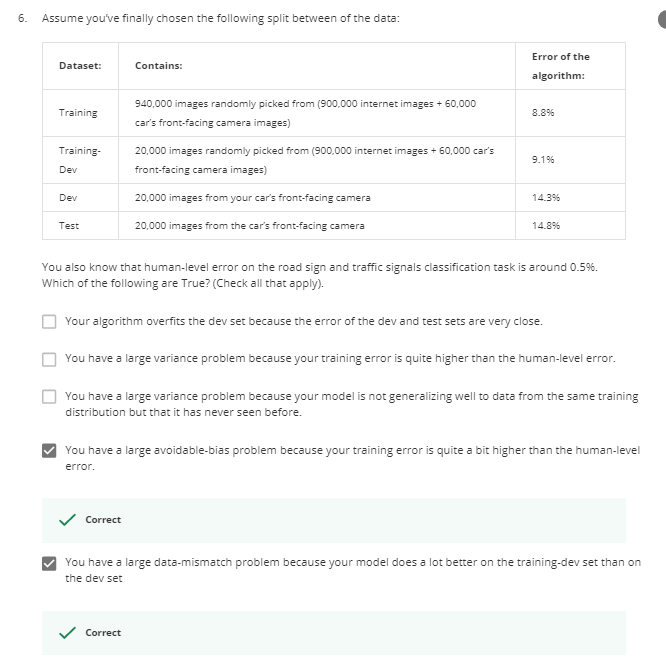 6. Assume you've finally chosen the following split between of the data:
Dataset: Contains: Error of the
algorithm:
Training 940,000 images randomly picked from (900,000 internet images + 60,000
car's front-facing camera images) 8.8%
Training-
Dev 20,000 images randomly picked from (900,000 internet images + 60,000 car's
front-facing camera images) 9.1%
Dev 20,000 images from your car's front-facing camera 14.3%
Test 20,000 images from the car's front-facing camera 14.8%
You also know that human-level error on the road sign and traffic signals classification task is around 0.5%.
Which of the following are True? (Check all that apply).
Your algorithm overfits the dev set because the error of the dev and test sets are very close.
You have a large variance problem because your training error is quite higher than the human-level error.
You have a large variance problem because your model is not generalizing well to data from the same training
distribution but that it has never seen before.
You have a large avoidable-bias problem because your training error is quite a bit higher than the human-level
error.
Correct
You have a large data-mismatch problem because your model does a lot better on the training-dev set than on
the dev set
Correct